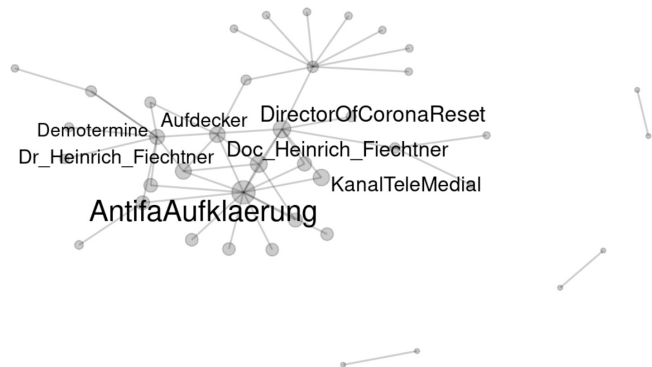 DirectorOfCoronaReset
Aufdecker
Demotermine
Doc_Heinrich_Fiechtner
Dr_Heinrich_Fiechtner
KanalTeleMedial
AntifaAufklaerung